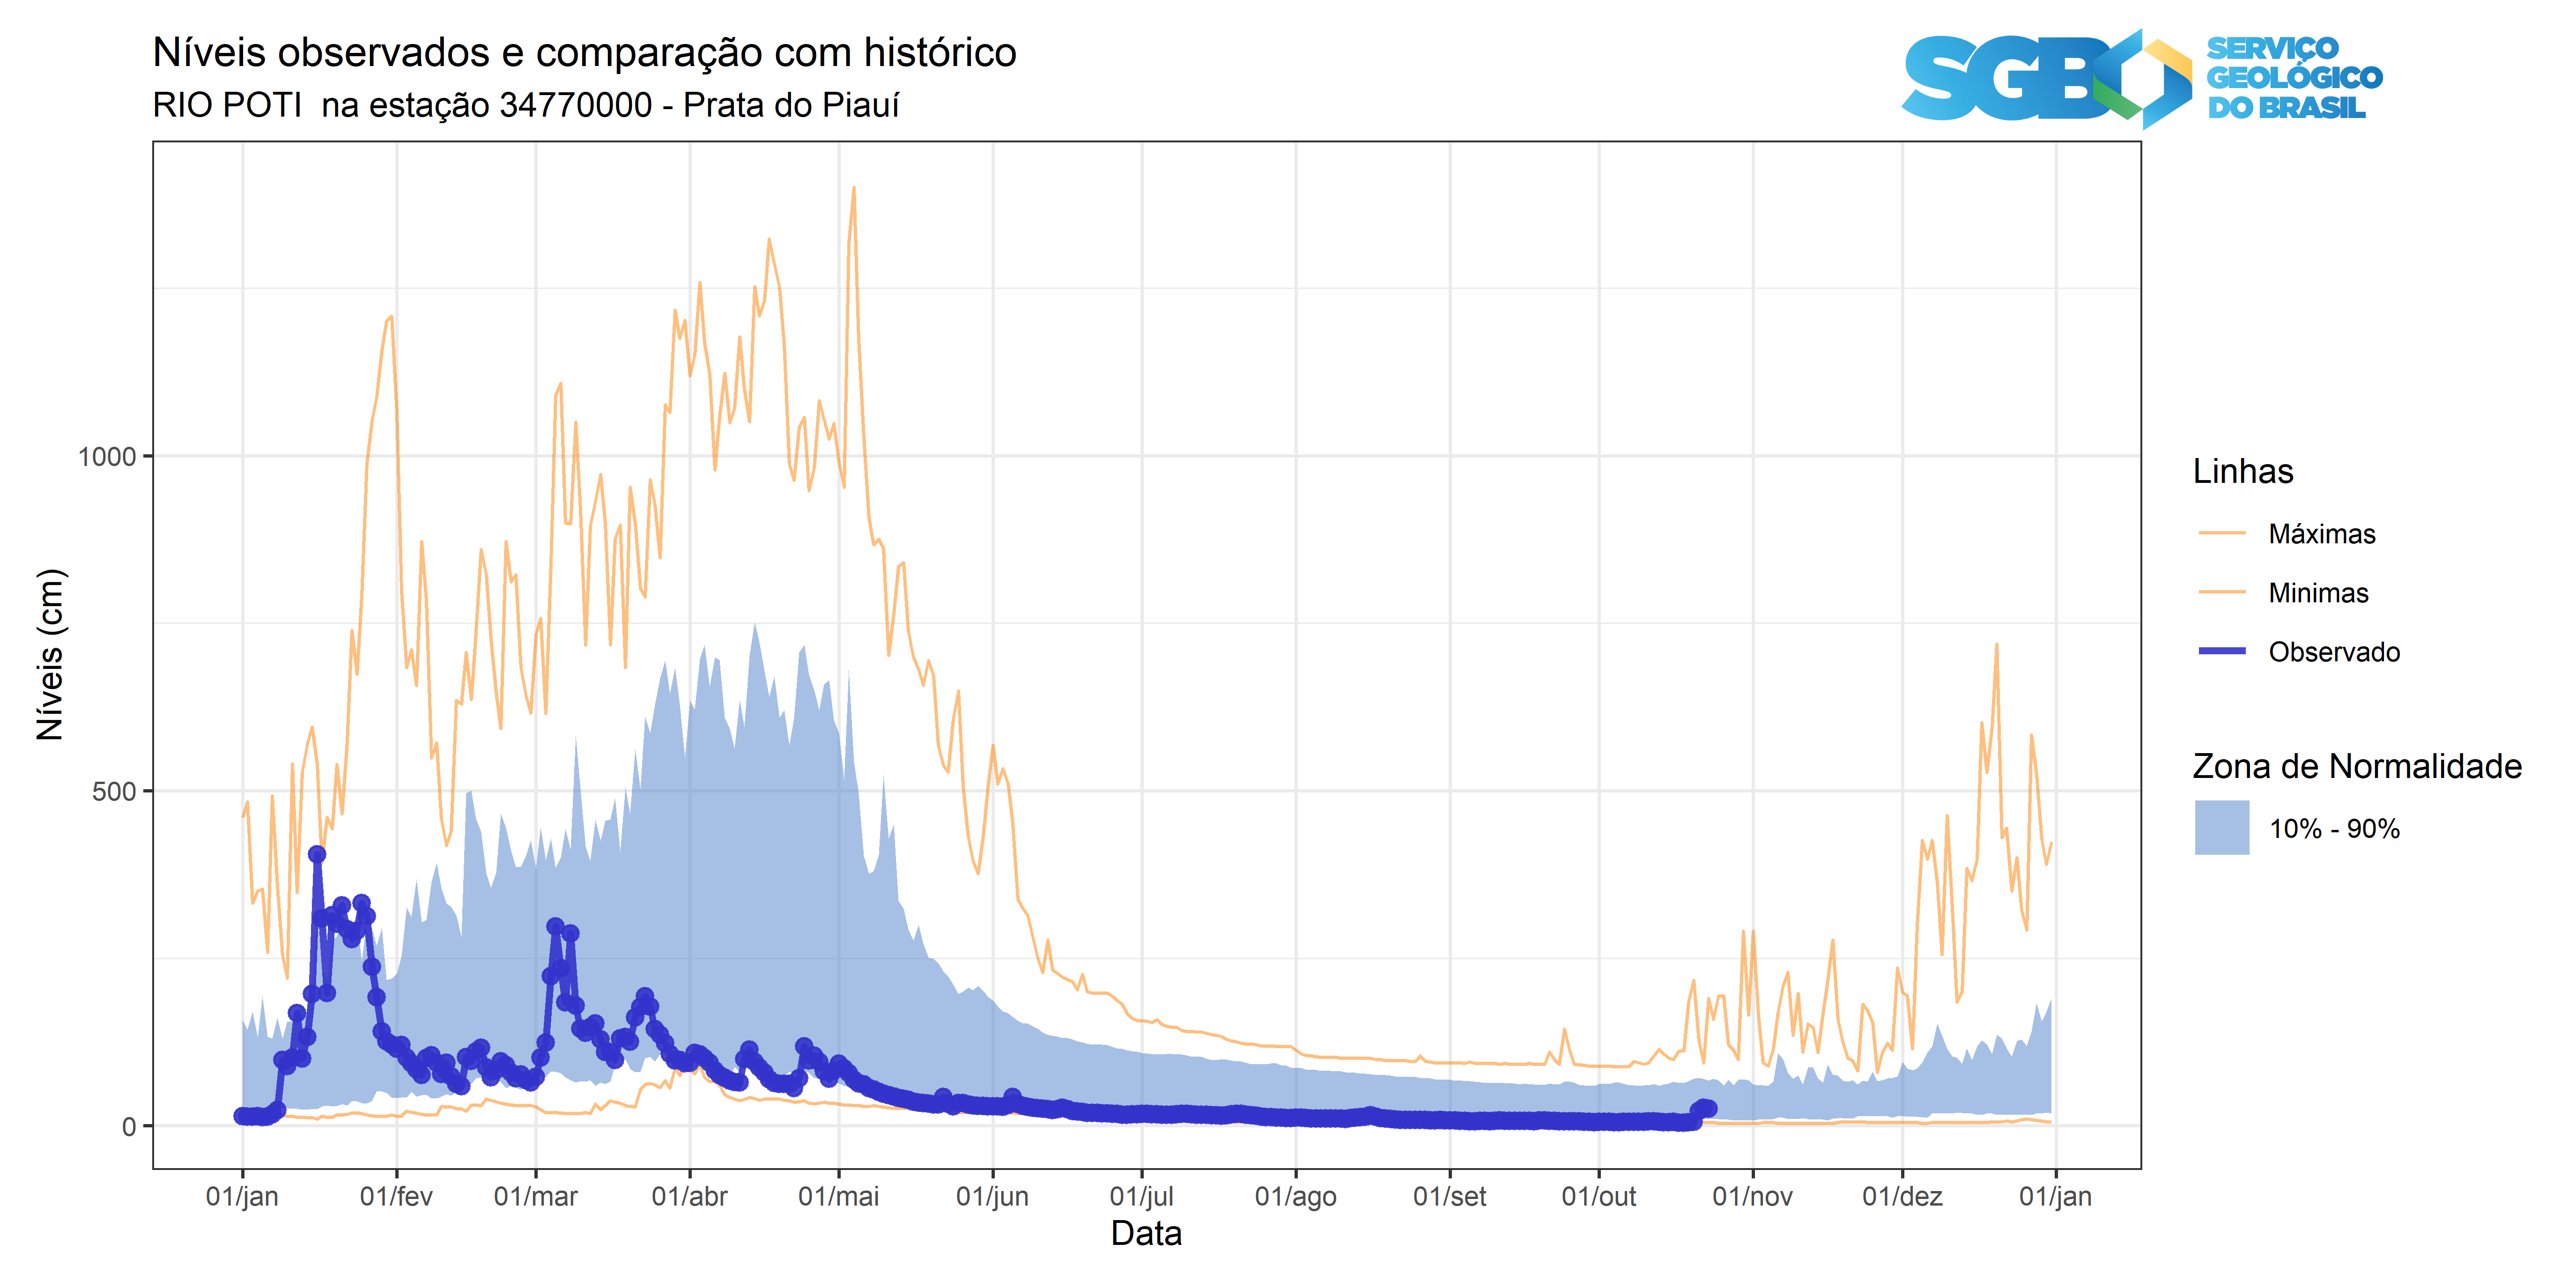 Níveis observados e comparação com histórico
RIO POTI  na estação 34770000 - Prata do Piauí
SGB
SERVIÇO
GEOLÓGICO
DO BRASIL
Níveis (cm)
1000
500
0
01/jan
01/fev
01/mar
01/abr
01/mai
01/jun
01/jul
01/ago
01/set
01/out
01/nov
01/dez
01/jan
Data
Linhas
Máximas
Minimas
Observado
Zona de Normalidade
10% - 90%